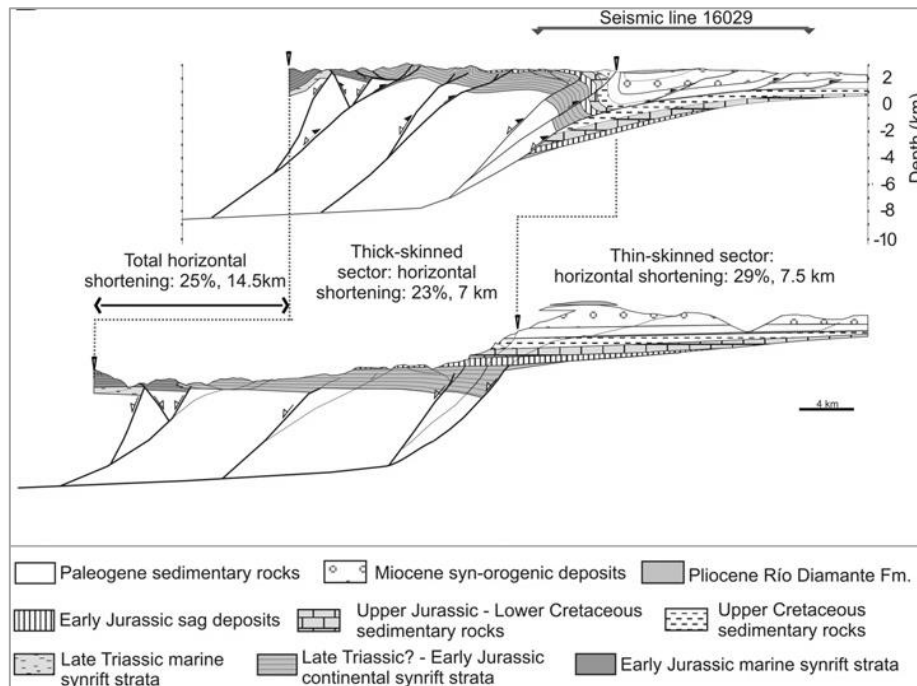 Seismic line 16029
2
0
-2
-4
-6
-8
-10
Depth (km)
Total horizontal
shortening: 25%, 14.5km
Thick-skinned
sector: horizontal
shortening: 23%, 7 km
Thin-skinned sector:
horizontal shortening: 29%, 7.5 km
4 km
Paleogene sedimentary rocks
Miocene syn-orogenic deposits
Pliocene Río Diamante Fm.
Early Jurassic sag deposits
Upper Jurassic - Lower Cretaceous
sedimentary rocks
Upper Cretaceous
sedimentary rocks
Late Triassic marine
synrift strata
Late Triassic? - Early Jurassic
continental synrift strata
Early Jurassic marine synrift strata